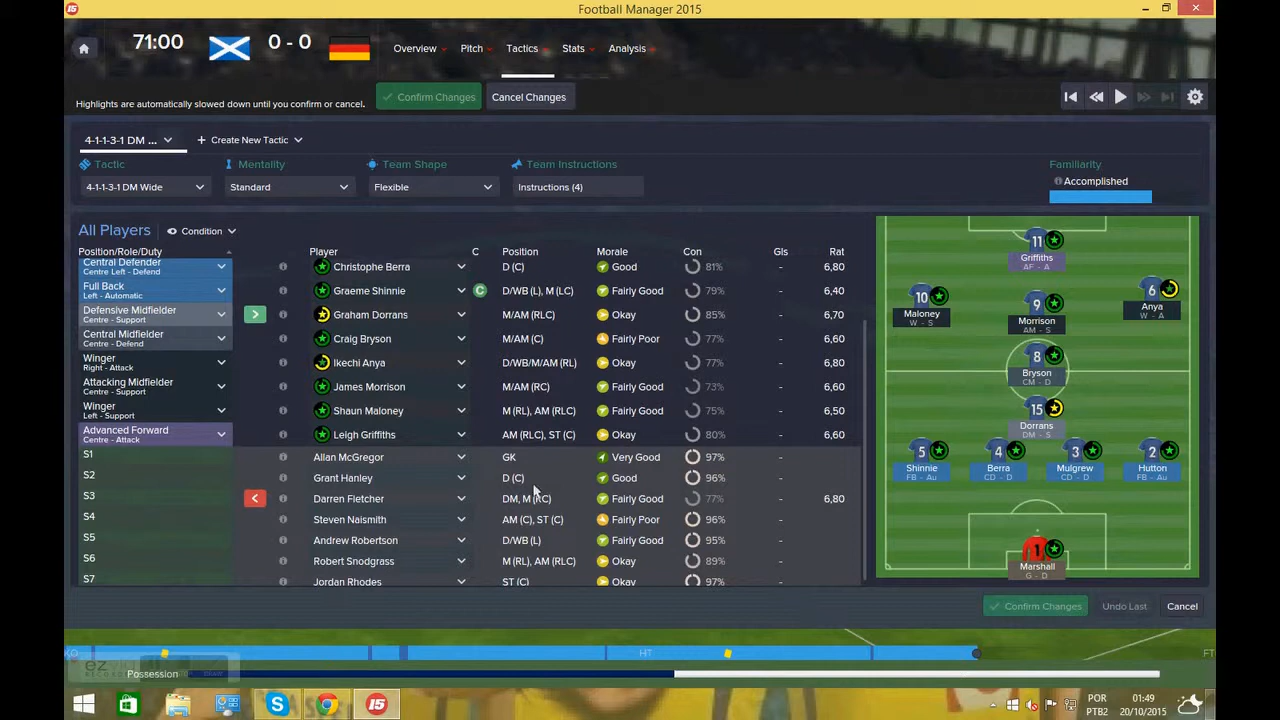 Football Manager 2015
71:00
0 - 0
Overview
Pitch
Tactics
Stats
Analysis
Highlights are automatically slowed down until you confirm or cancel.
Confirm Changes
Cancel Changes
4-1-1-3-1 DM ...
Create New Tactic
Tactic
Mentality
Team Shape
Team Instructions
Familiarity
4-1-1-3-1 DM Wide
Standard
Flexible
Instructions (4)
Accomplished
All Players
Condition
Position/Role/Duty
Player
C
Position
Morale
Con
Gls
Rat
Central Defender
Centre Left - Defend
Christophe Berra
D (C)
Good
81%
-
6,80
Full Back
Left - Automatic
Graeme Shinnie
C
D/WB (L), M (LC)
Fairly Good
79%
-
6,40
Defensive Midfielder
Centre - Support
Graham Dorrans
M/AM (RLC)
Okay
85%
-
6,70
Central Midfielder
Centre - Defend
Craig Bryson
M/AM (C)
Fairly Poor
77%
-
6,60
Winger
Right - Attack
Ikechi Anya
D/WB/M/AM (RL)
Okay
77%
-
6,80
Attacking Midfielder
Centre - Support
James Morrison
M/AM (RC)
Fairly Good
73%
-
6,60
Winger
Left - Support
Shaun Maloney
M (RL), AM (RLC)
Fairly Good
75%
-
6,50
Advanced Forward
Centre - Attack
Leigh Griffiths
AM (RLC), ST (C)
Okay
80%
-
6,60
S1
Allan McGregor
GK
Very Good
97%
-
S2
Grant Hanley
D (C)
Good
96%
-
S3
Darren Fletcher
DM, M (RC)
Fairly Good
77%
-
6,80
S4
Steven Naismith
AM (C), ST (C)
Fairly Poor
96%
-
S5
Andrew Robertson
D/WB (L)
Fairly Good
95%
-
S6
Robert Snodgrass
M (RL), AM (RLC)
Okay
89%
-
S7
Jordan Rhodes
ST (C)
Okay
97%
-
11
Griffiths
AF - A
10
Maloney
W - S
9
Morrison
AM - S
6
Anya
W - A
8
Bryson
CM - D
15
Dorrans
DM - S
5
Shinnie
FB - Au
4
Berra
CD - D
3
Mulgrew
CD - D
2
Hutton
FB - Au
1
Marshall
G - D
Confirm Changes
Undo Last
Cancel
HT
FT
Possession
POR
PTB2
01:49
20/10/2015